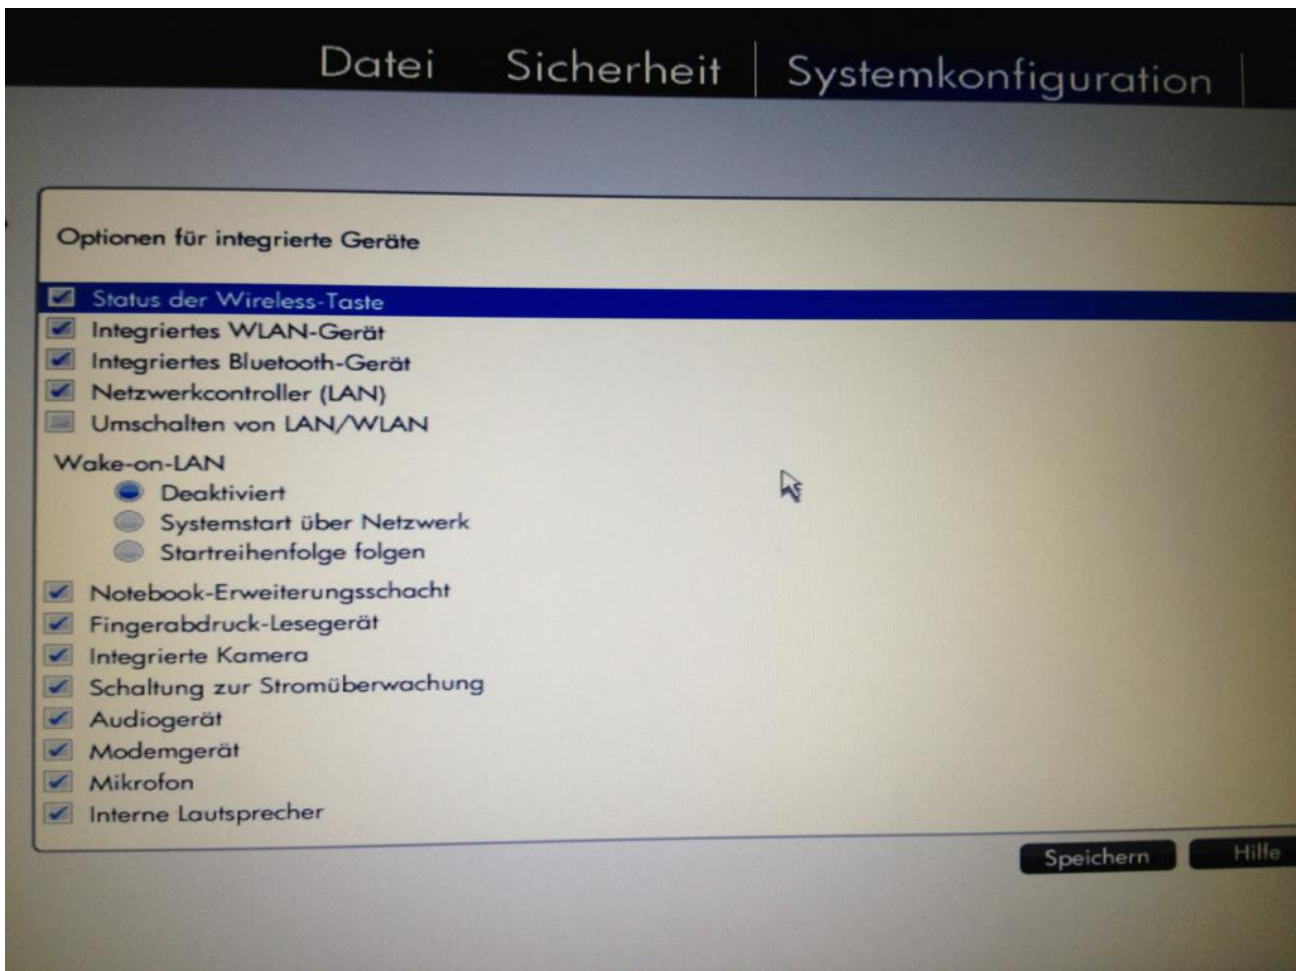 Datei Sicherheit Systemkonfiguration
Optionen für integrierte Geräte
Status der Wireless-Taste
Integriertes WLAN-Gerät
Integriertes Bluetooth-Gerät
Netzwerkcontroller (LAN)
Umschalten von LAN/WLAN
Wake-on-LAN
Deaktiviert
Systemstart über Netzwerk
Startreihenfolge folgen
Notebook-Erweiterungsschacht
Fingerabdruck-Lesegerät
Integrierte Kamera
Schaltung zur Stromüberwachung
Audiogerät
Modemgerät
Mikrofon
Interne Lautsprecher
Speichern Hilfe